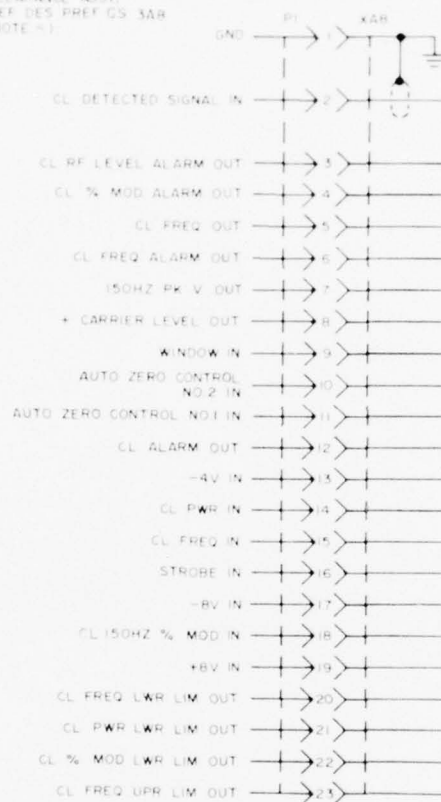 REF DES PREF GS 3A8
GND P1 1 XA8
CL DETECTED SIGNAL IN 2
CL RF LEVEL ALARM OUT 3
CL % MOD ALARM OUT 4
CL FREQ OUT 5
CL FREQ ALARM OUT 6
150HZ PK V OUT 7
+ CARRIER LEVEL OUT 8
WINDOW IN 9
AUTO ZERO CONTROL
NO.2 IN 10
AUTO ZERO CONTROL NO.1 IN 11
CL ALARM OUT 12
-4V IN 13
CL PWR IN 14
CL FREQ IN 15
STROBE IN 16
-8V IN 17
CL 150HZ % MOD IN 18
+8V IN 19
CL FREQ LWR LIM OUT 20
CL PWR LWR LIM OUT 21
CL % MOD LWR LIM OUT 22
CL FREQ UPR LIM OUT 23